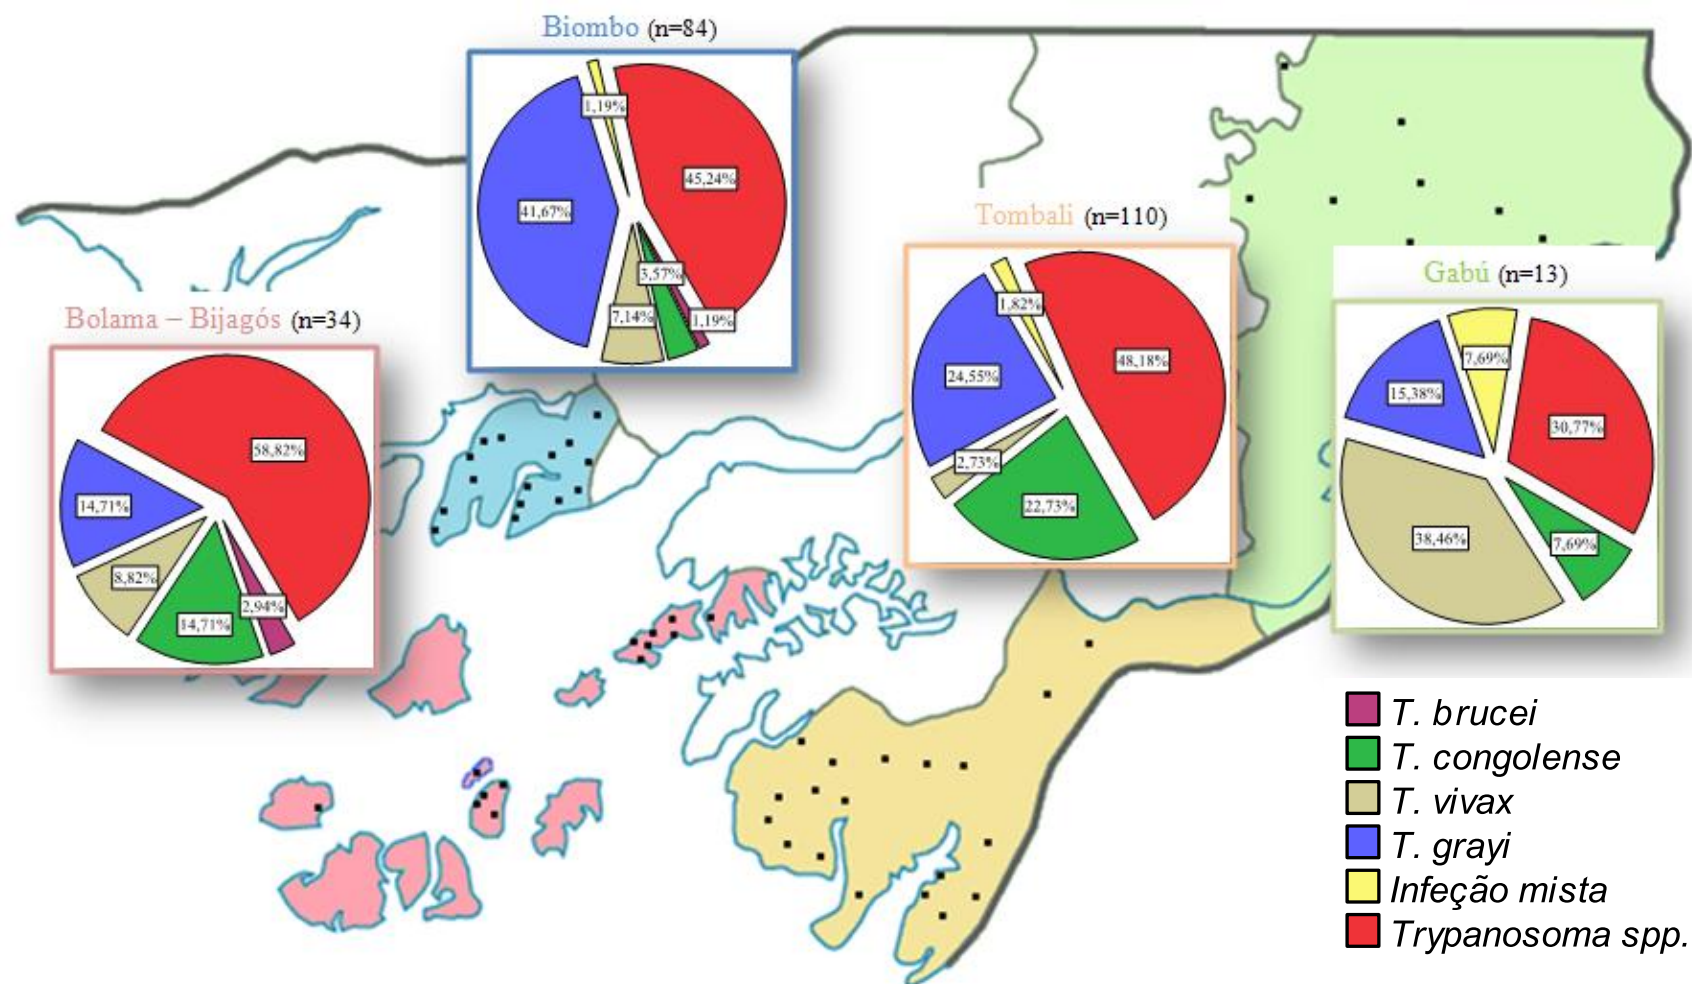 Biombo (n=84)
1,19%
45,24%
41,67%
3,57%
7,14%
1,19%
Tombali (n=110)
1,82%
48,18%
24,55%
2,73%
22,73%
Gabú (n=13)
7,69%
15,38%
30,77%
38,46%
7,69%
Bolama – Bijagós (n=34)
58,82%
14,71%
8,82%
2,94%
14,71%
T. brucei
T. congolense
T. vivax
T. grayi
Infeção mista
Trypanosoma spp.